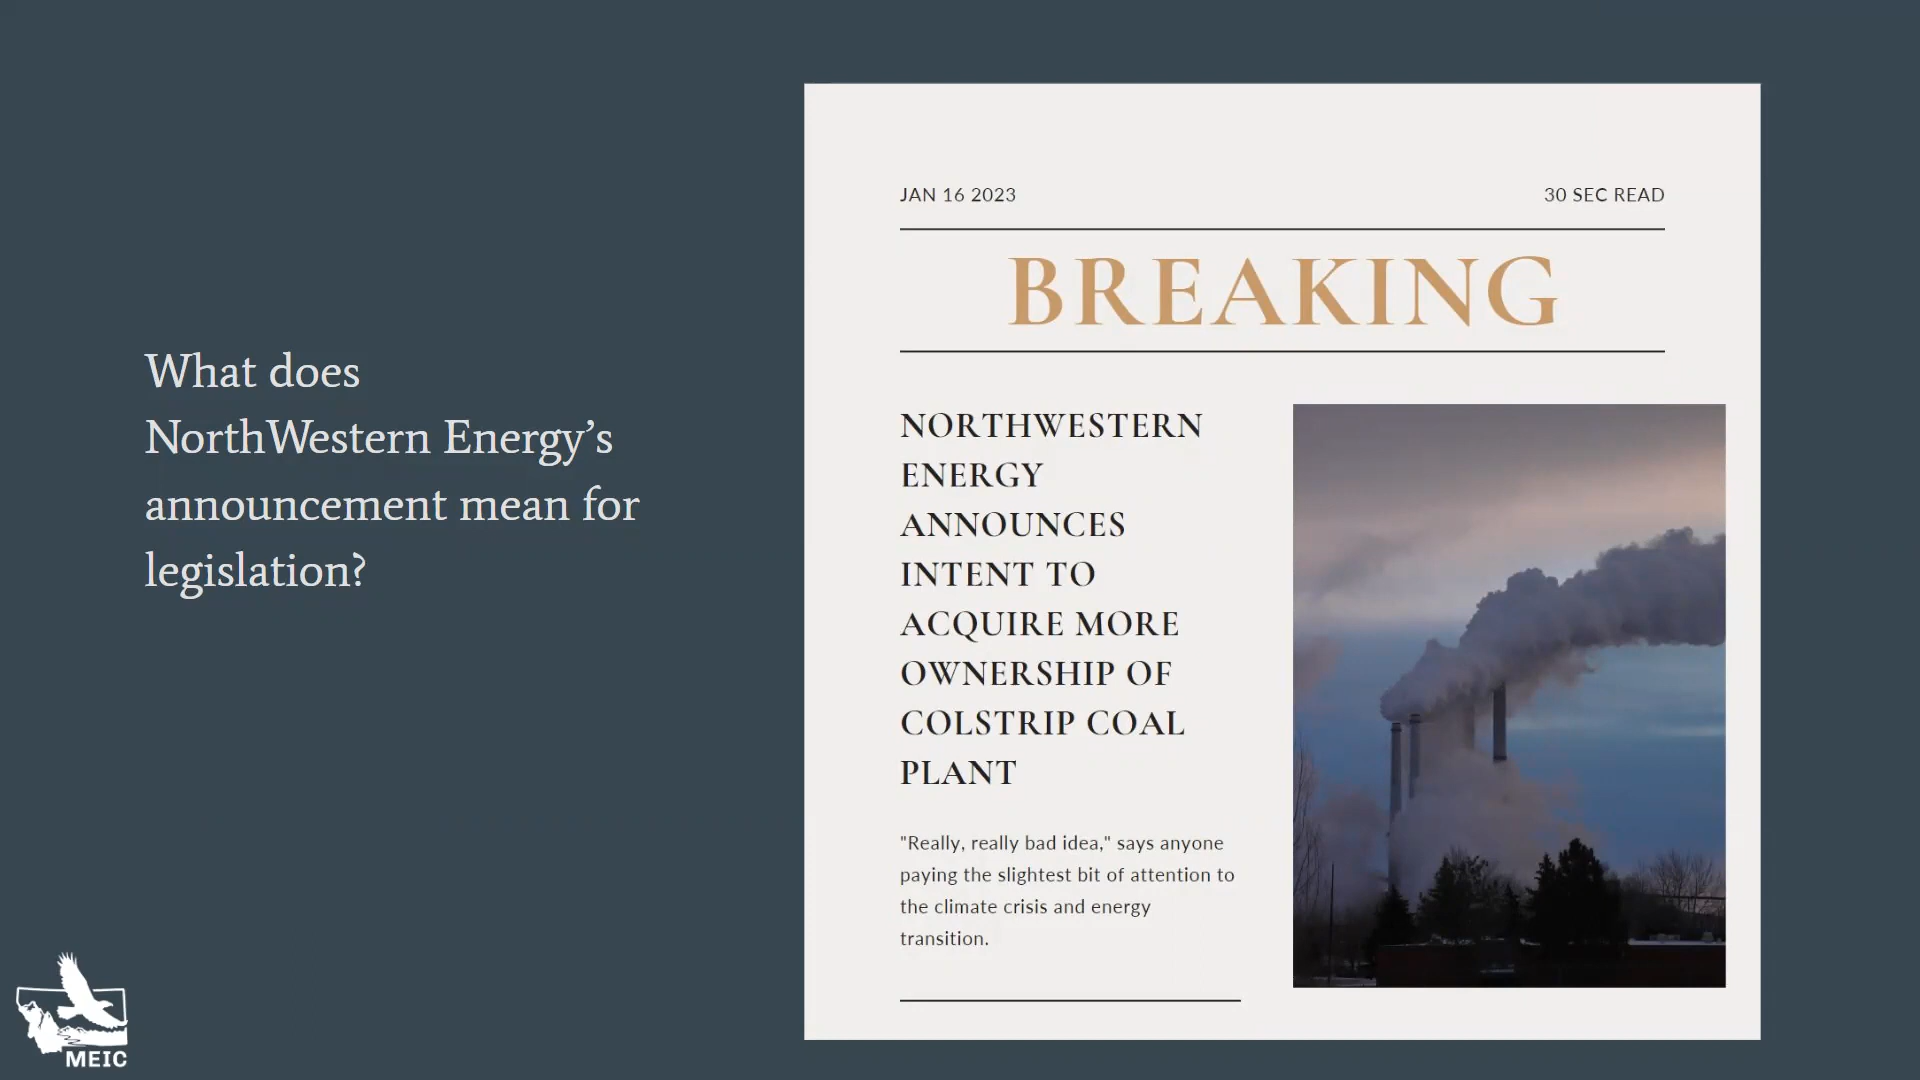 What does
NorthWestern Energy’s
announcement mean for
legislation?
JAN 16 2023
30 SEC READ
BREAKING
NORTHWESTERN
ENERGY
ANNOUNCES
INTENT TO
ACQUIRE MORE
OWNERSHIP OF
COLSTRIP COAL
PLANT
"Really, really bad idea," says anyone
paying the slightest bit of attention to
the climate crisis and energy
transition.
MEIC